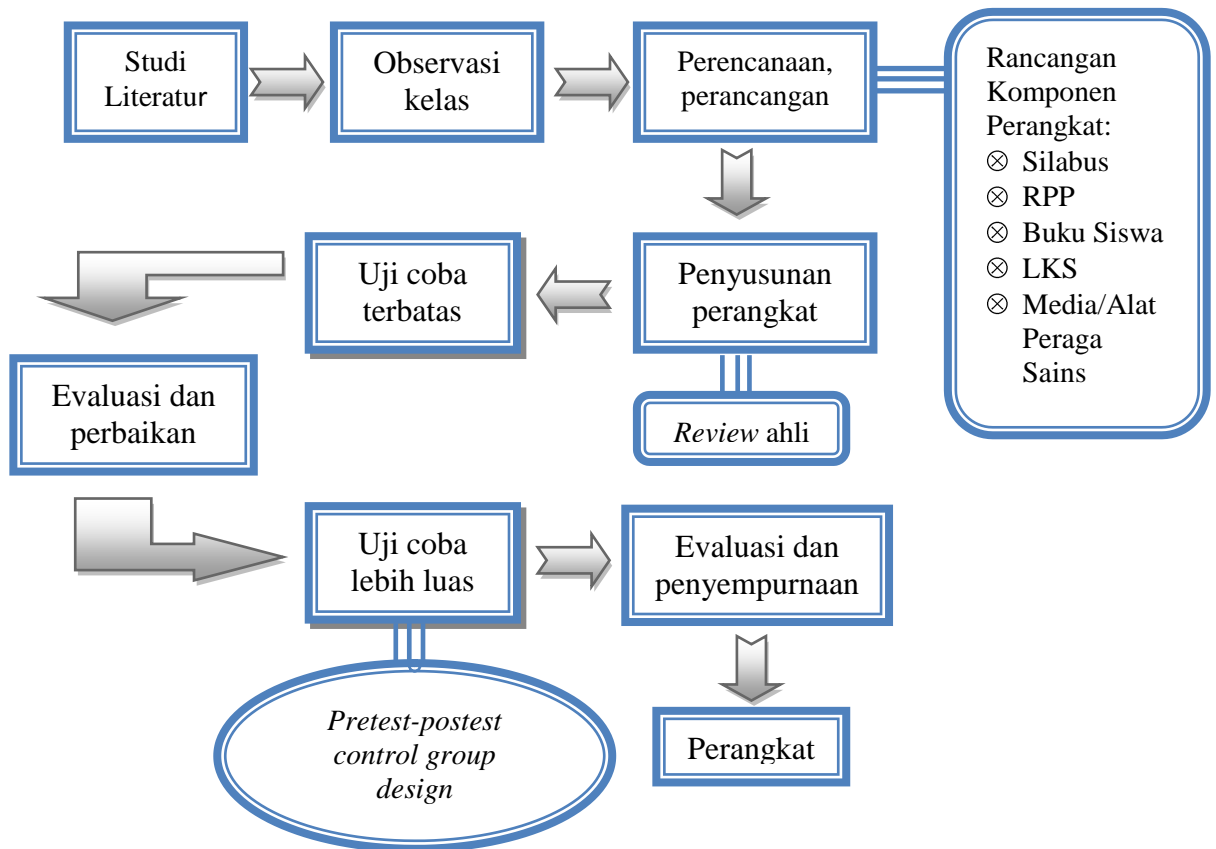 Studi
Literatur
Observasi
kelas
Perencanaan,
perancangan
Rancangan
Komponen
Perangkat:
⊗ Silabus
⊗ RPP
⊗ Buku Siswa
⊗ LKS
⊗ Media/Alat
Peraga
Sains
Penyusunan
perangkat
Review ahli
Uji coba
terbatas
Evaluasi dan
perbaikan
Uji coba
lebih luas
Pretest-postest
control group
design
Evaluasi dan
penyempurnaan
Perangkat